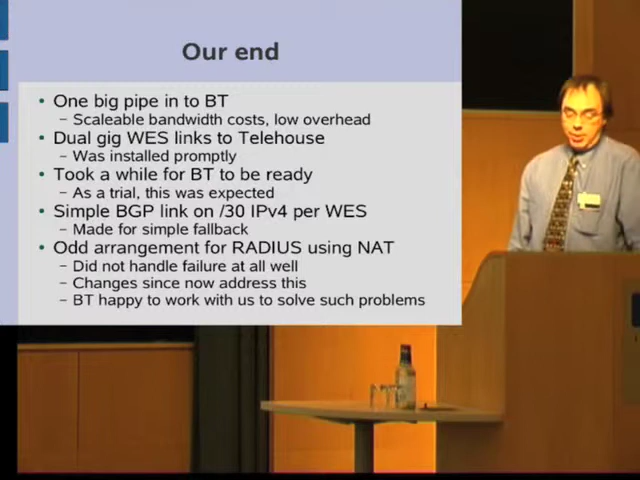 Our end
• One big pipe in to BT
– Scaleable bandwidth costs, low overhead
• Dual gig WES links to Telehouse
– Was installed promptly
• Took a while for BT to be ready
– As a trial, this was expected
• Simple BGP link on /30 IPv4 per WES
– Made for simple fallback
• Odd arrangement for RADIUS using NAT
– Did not handle failure at all well
– Changes since now address this
– BT happy to work with us to solve such problems